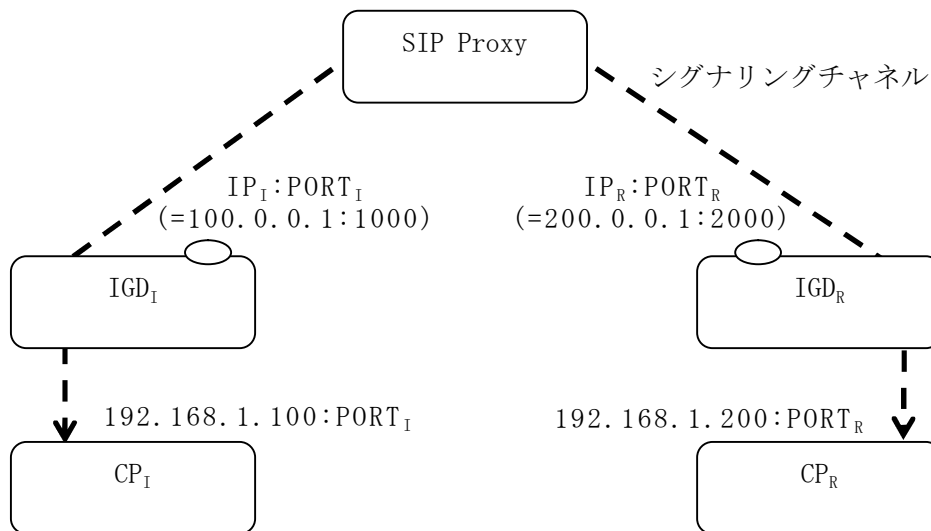 SIP Proxy
シグナリングチャネル
IP_I:PORT_I
(=100.0.0.1:1000)
IP_R:PORT_R
(=200.0.0.1:2000)
IGD_I
IGD_R
192.168.1.100:PORT_I
192.168.1.200:PORT_R
CP_I
CP_R